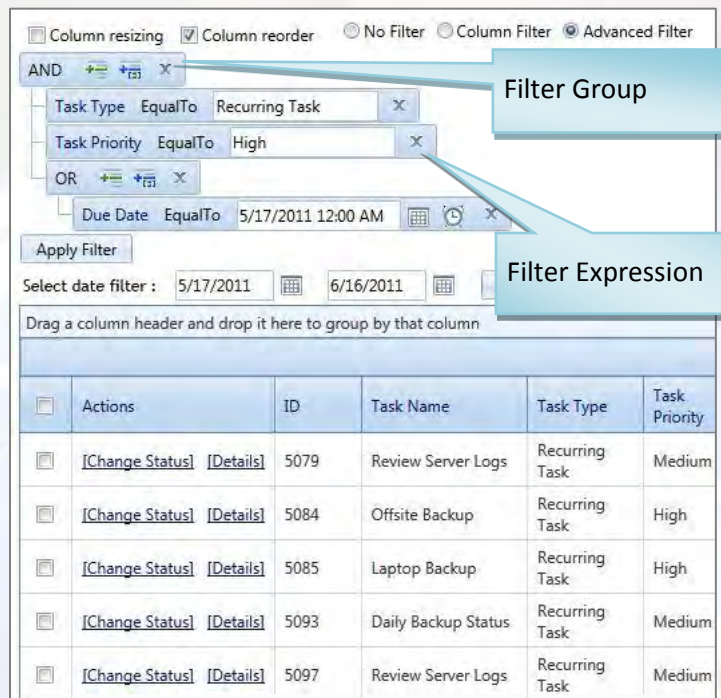 Column resizing Column reorder No Filter Column Filter Advanced Filter
AND X
Filter Group
Task Type EqualTo Recurring Task X
Task Priority EqualTo High X
OR X
Due Date EqualTo 5/17/2011 12:00 AM X
Apply Filter
Filter Expression
Select date filter : 5/17/2011 6/16/2011
Drag a column header and drop it here to group by that column
Actions ID Task Name Task Type Task Priority
[Change Status] [Details] 5079 Review Server Logs Recurring Task Medium
[Change Status] [Details] 5084 Offsite Backup Recurring Task High
[Change Status] [Details] 5085 Laptop Backup Recurring Task High
[Change Status] [Details] 5093 Daily Backup Status Recurring Task Medium
[Change Status] [Details] 5097 Review Server Logs Recurring Task Medium